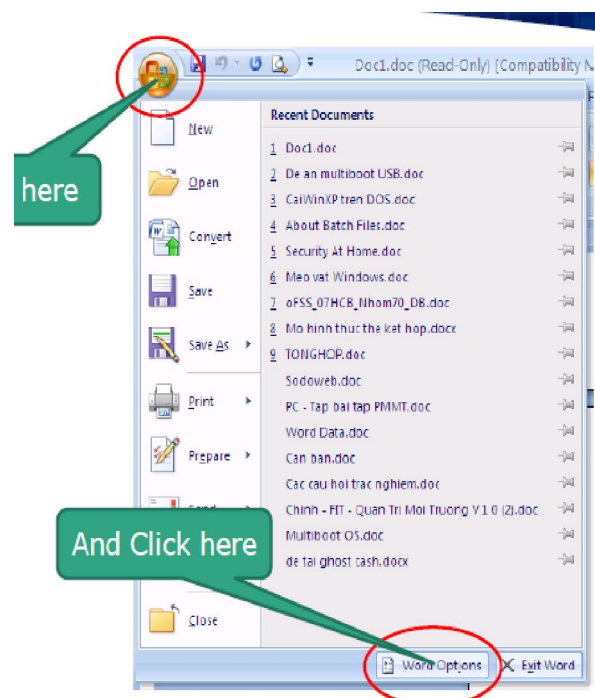 Doc1.doc (Read-Only) [Compatibility
here
New
Open
Convert
Save
Save As
Print
Prepare
Close
Recent Documents
1 Doc1.doc
2 De an multiboot USB.doc
3 CaiWinXP tren DOS.doc
4 About Batch Files.doc
5 Security At Home.doc
6 Meo vat Windows.doc
7 oFSS_07HCB_Nhom70_DB.doc
8 Mo hinh thuc the ket hop.docx
9 TONGHOP.doc
Sodoweb.doc
PC - Tap bai tap PMMT.doc
Word Data.doc
Can ban.doc
Cac cau hoi trac nghiem.doc
Chinh - FIT - Quan Tri Moi Truong V 1 0 (2).doc
Multiboot OS.doc
de tai ghost cash.docx
And Click here
Word Options
Exit Word